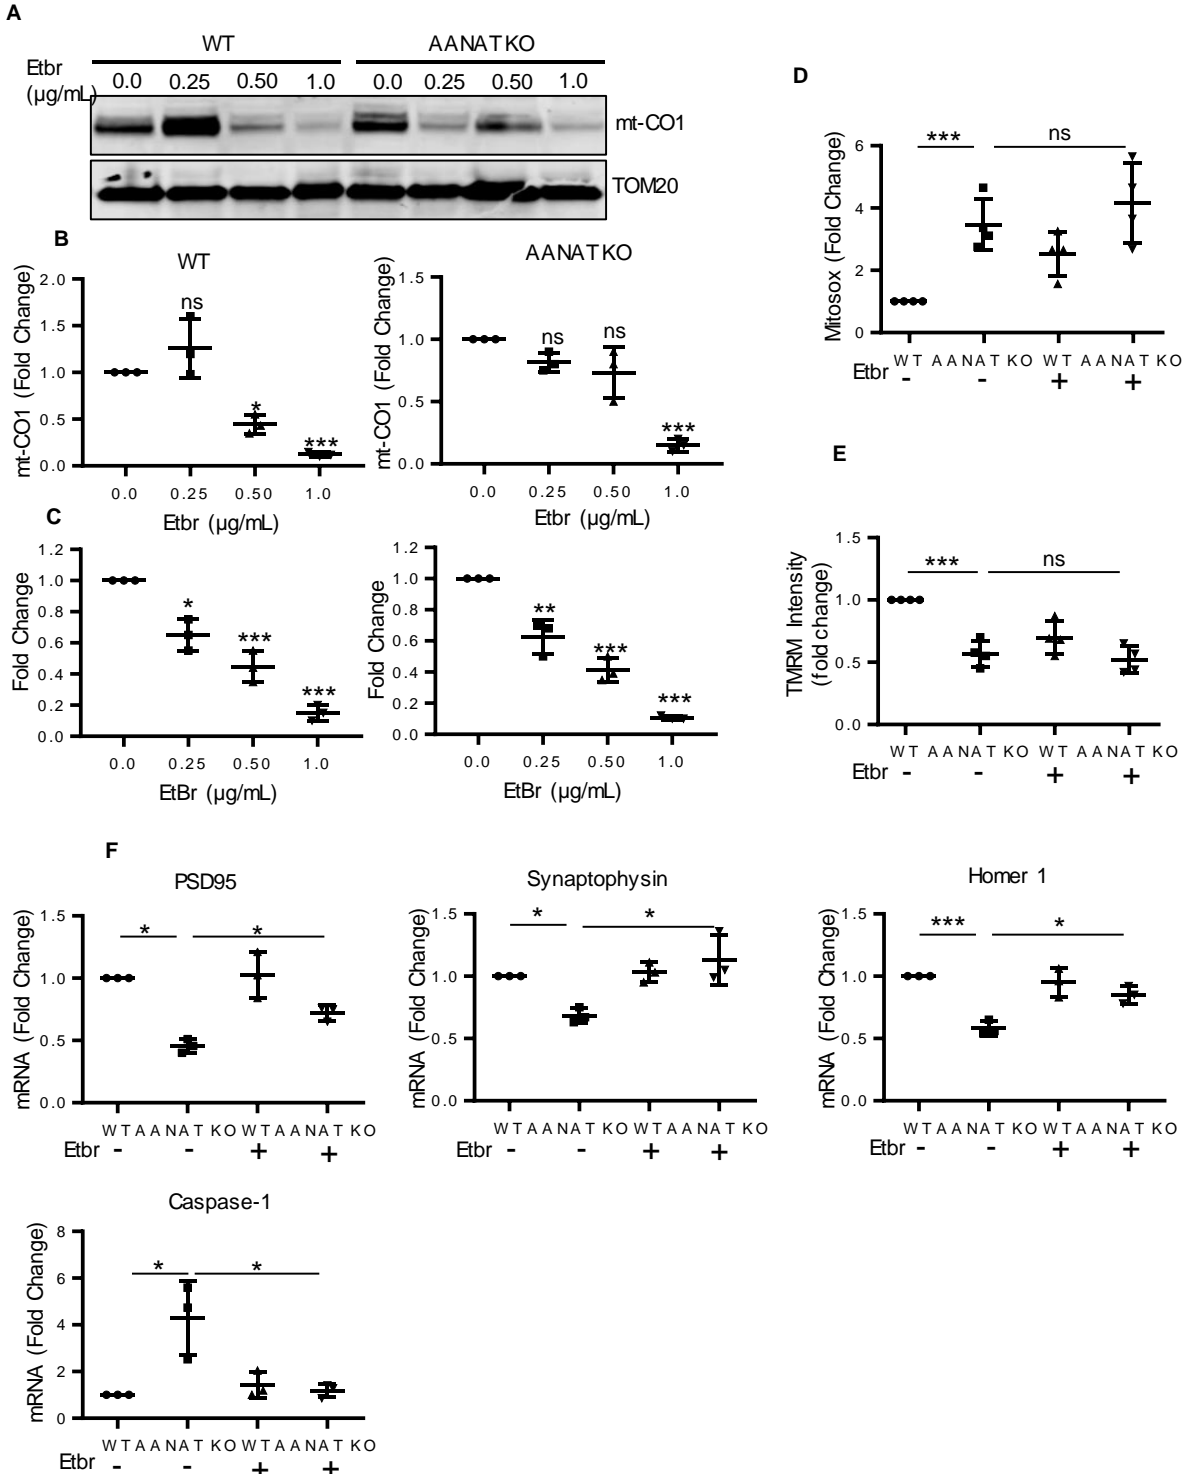 A
WT AANATKO
Etbr (µg/mL) 0.0 0.25 0.50 1.0 0.0 0.25 0.50 1.0
mt-CO1
TOM20
B
WT
mt-CO1 (Fold Change)
2.0
1.5
1.0
0.5
0.0
ns
*
***
0.0 0.25 0.50 1.0
Etbr (µg/mL)
AANATKO
mt-CO1 (Fold Change)
1.5
1.0
0.5
0.0
ns
ns
***
0.0 0.25 0.50 1.0
Etbr (µg/mL)
C
Fold Change
1.2
1.0
0.8
0.6
0.4
0.2
0.0
*
***
***
0.0 0.25 0.50 1.0
EtBr (µg/mL)
Fold Change
1.2
1.0
0.8
0.6
0.4
0.2
0.0
**
***
***
0.0 0.25 0.50 1.0
EtBr (µg/mL)
D
Mitosox (Fold Change)
6
4
2
0
*** ns
WT AANAT KO WT AANAT KO
Etbr - - + +
E
TMRM Intensity
(fold change)
1.5
1.0
0.5
0.0
*** ns
WT AANAT KO WT AANAT KO
Etbr - - + +
F
PSD95
mRNA (Fold Change)
1.5
1.0
0.5
0.0
* *
WT AANAT KO WT AANAT KO
Etbr - - + +
Synaptophysin
mRNA (Fold Change)
1.5
1.0
0.5
0.0
* *
WT AANAT KO WT AANAT KO
Etbr - - + +
Homer 1
mRNA (Fold Change)
1.5
1.0
0.5
0.0
*** *
WT AANAT KO WT AANAT KO
Etbr - - + +
Caspase-1
mRNA (Fold Change)
8
6
4
2
0
* *
WT AANAT KO WT AANAT KO
Etbr - - + +